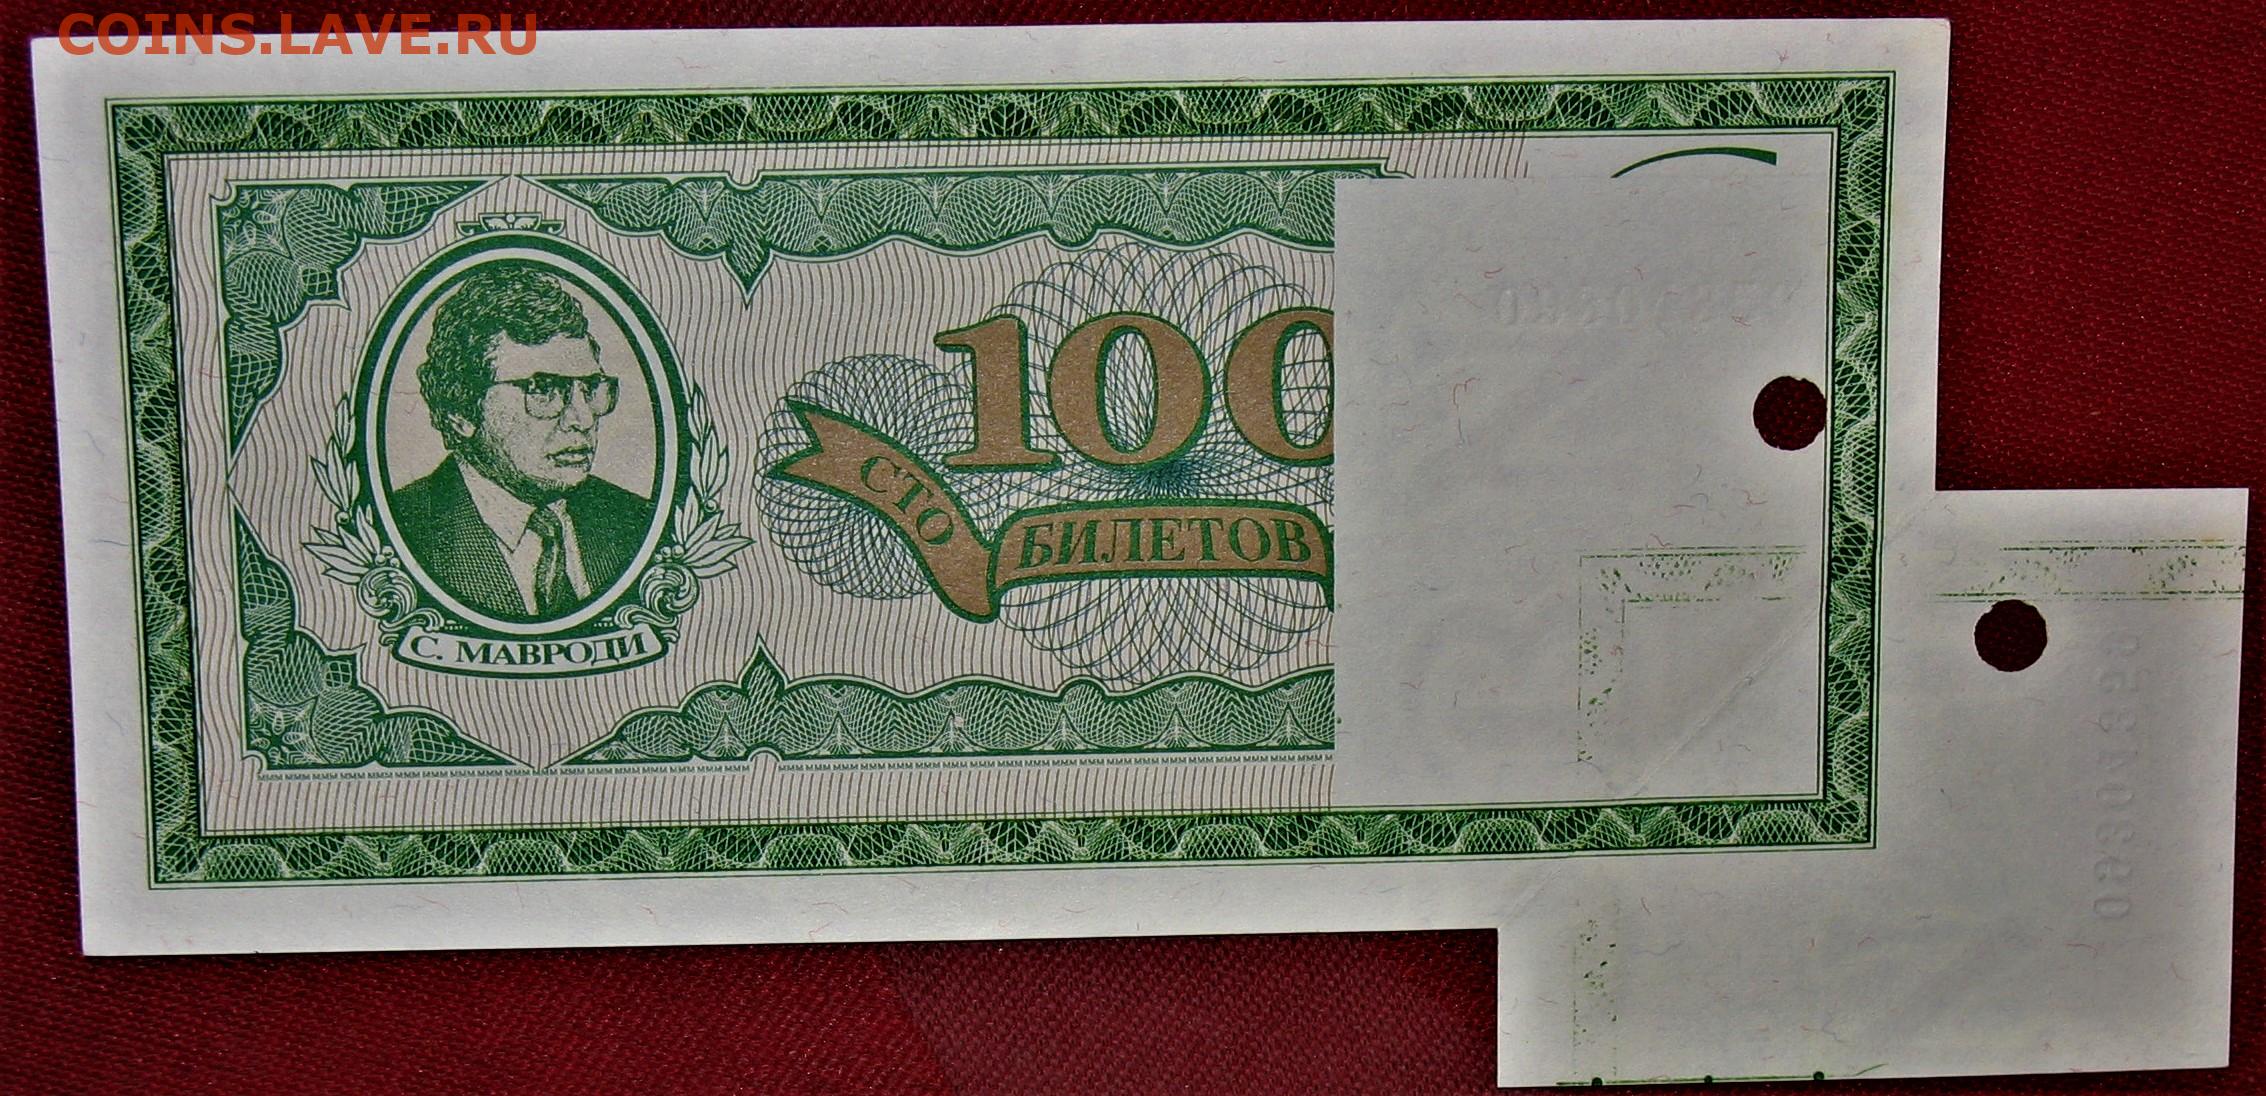 COINS.LAVE.RU
100
СТО
БИЛЕТОВ
С. МАВРОДИ